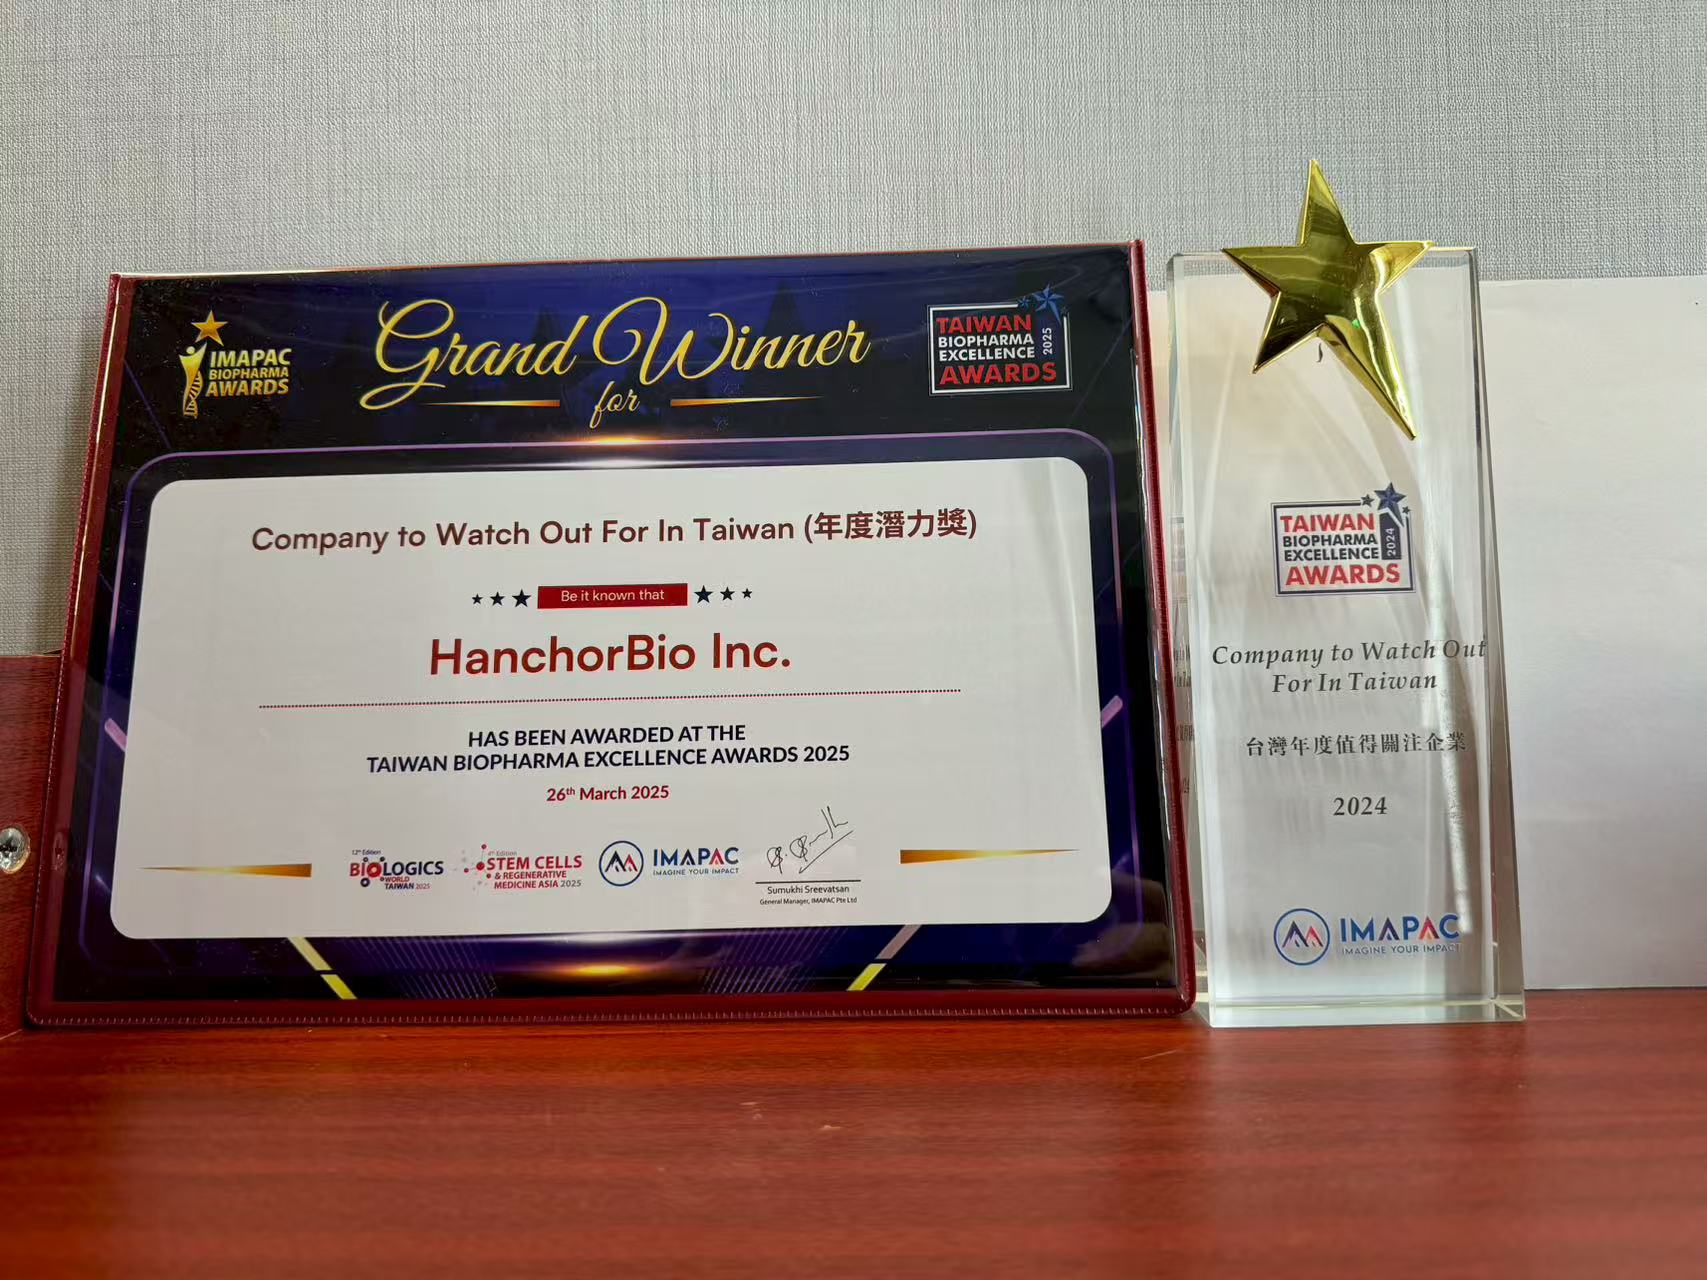 IMAPAC
BIOPHARMA
AWARDS
Grand Winner
for
TAIWAN
BIOPHARMA
EXCELLENCE
AWARDS
2025
Company to Watch Out For In Taiwan (年度潛力獎)
Be it known that
HanchorBio Inc.
HAS BEEN AWARDED AT THE
TAIWAN BIOPHARMA EXCELLENCE AWARDS 2025
26th March 2025
12th Edition
BIOLOGICS
WORLD
TAIWAN 2025
4th Edition
STEM CELLS
& REGENERATIVE
MEDICINE ASIA 2025
IMAPAC
IMAGINE YOUR IMPACT
Sumukhi Sreevatsan
General Manager, IMAPAC Pte Ltd
TAIWAN
BIOPHARMA
EXCELLENCE
AWARDS
2024
Company to Watch Out
For In Taiwan
台灣年度值得關注企業
2024
IMAPAC
IMAGINE YOUR IMPACT